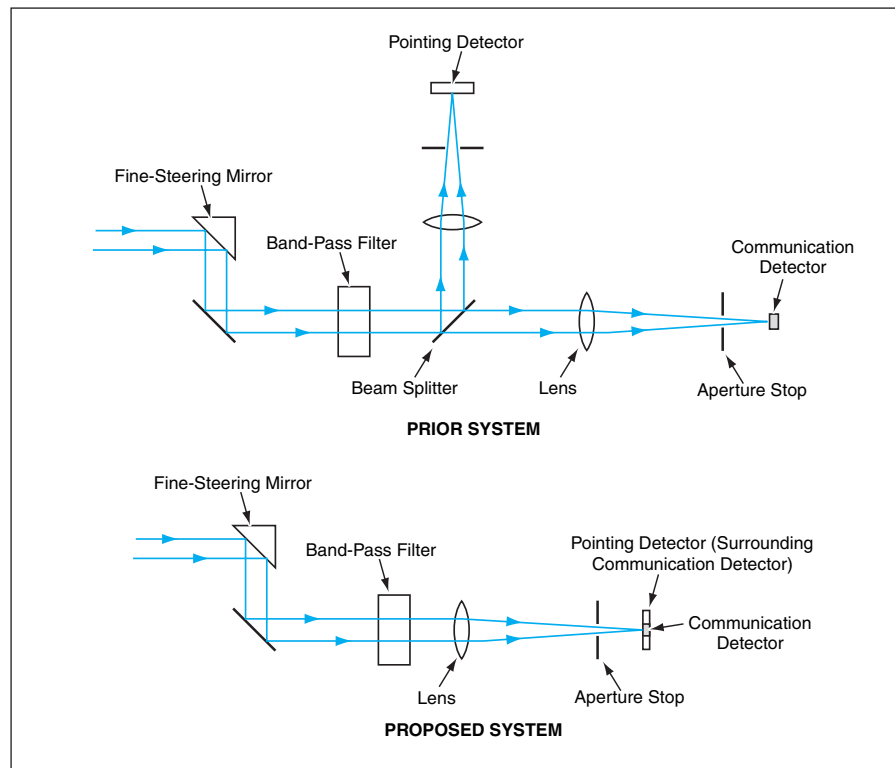 Pointing Detector
Fine-Steering Mirror
Band-Pass Filter
Communication
Detector
Beam Splitter
Lens
Aperture Stop
PRIOR SYSTEM
Fine-Steering Mirror
Band-Pass Filter
Pointing Detector (Surrounding
Communication Detector)
Communication
Detector
Lens
Aperture Stop
PROPOSED SYSTEM